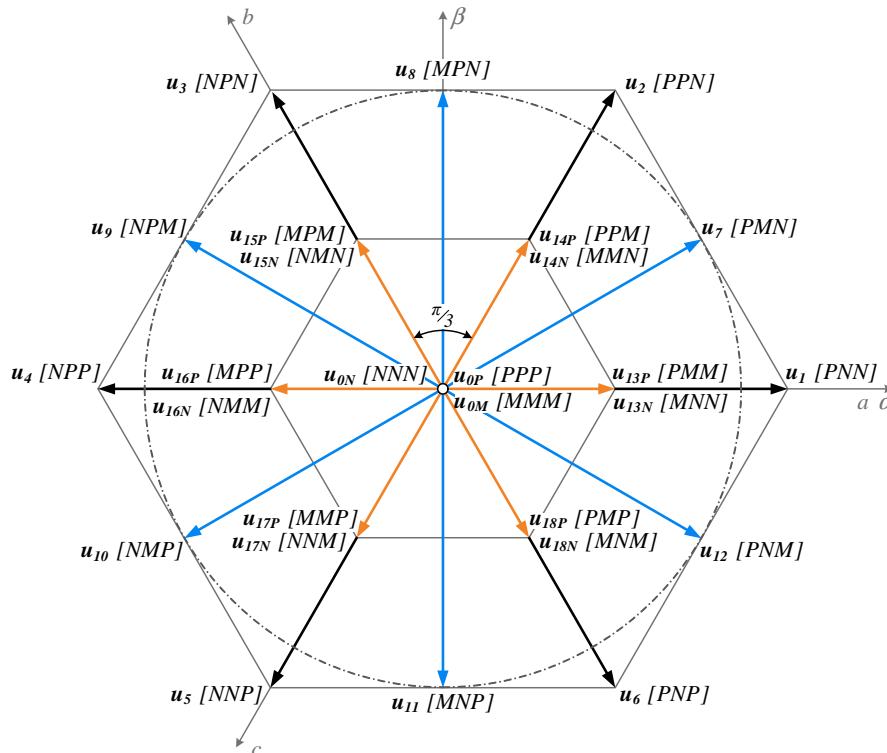 b β
u8 [MPN]
u3 [NPN] u2 [PPN]
u9 [NPM] u15P [MPM] u14P [PPM] u7 [PMN]
u15N [NMN] u14N [MMN]
π/3
u4 [NPP] u16P [MPP] u0N [NNN] u0P [PPP] u13P [PMM] u1 [PNN]
u16N [NMM] u0M [MMM] u13N [MNN] a α
u17P [MMP] u18P [PMP]
u10 [NMP] u17N [NNM] u18N [MNM] u12 [PNM]
u5 [NNP] u11 [MNP] u6 [PNP]
c